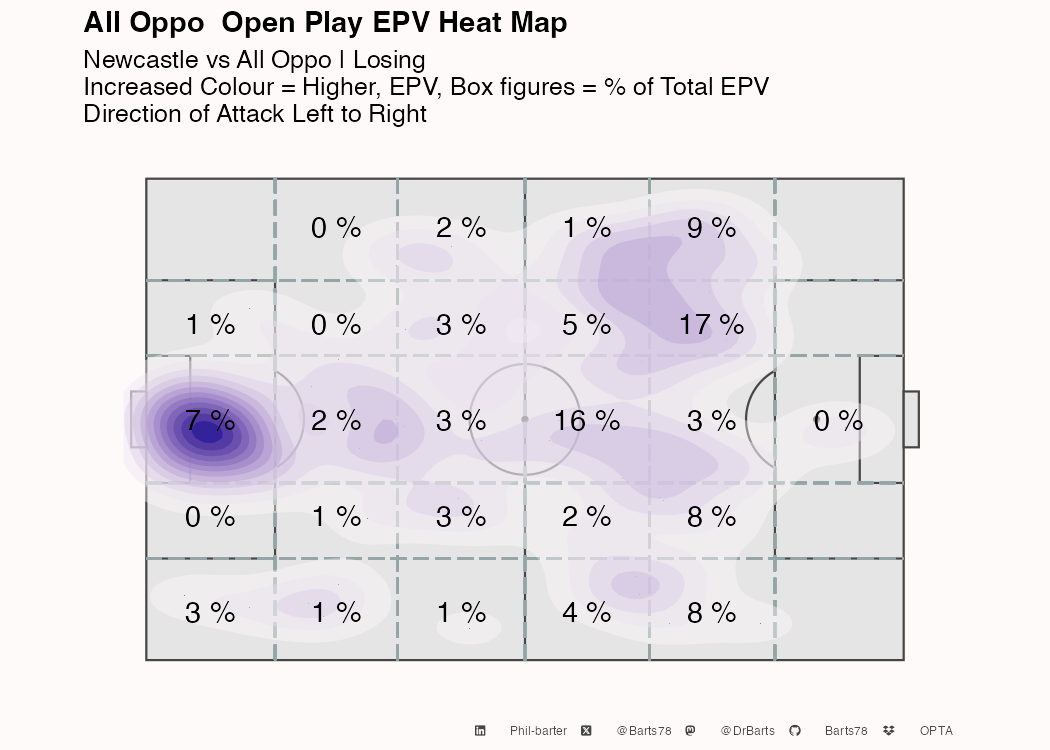 All Oppo  Open Play EPV Heat Map
Newcastle vs All Oppo | Losing
Increased Colour = Higher, EPV, Box figures = % of Total EPV
Direction of Attack Left to Right
0 % 2 % 1 % 9 %
1 % 0 % 3 % 5 % 17 %
7 % 2 % 3 % 16 % 3 % 0 %
0 % 1 % 3 % 2 % 8 %
3 % 1 % 1 % 4 % 8 %
Phil-barter @Barts78 @DrBarts Barts78 OPTA